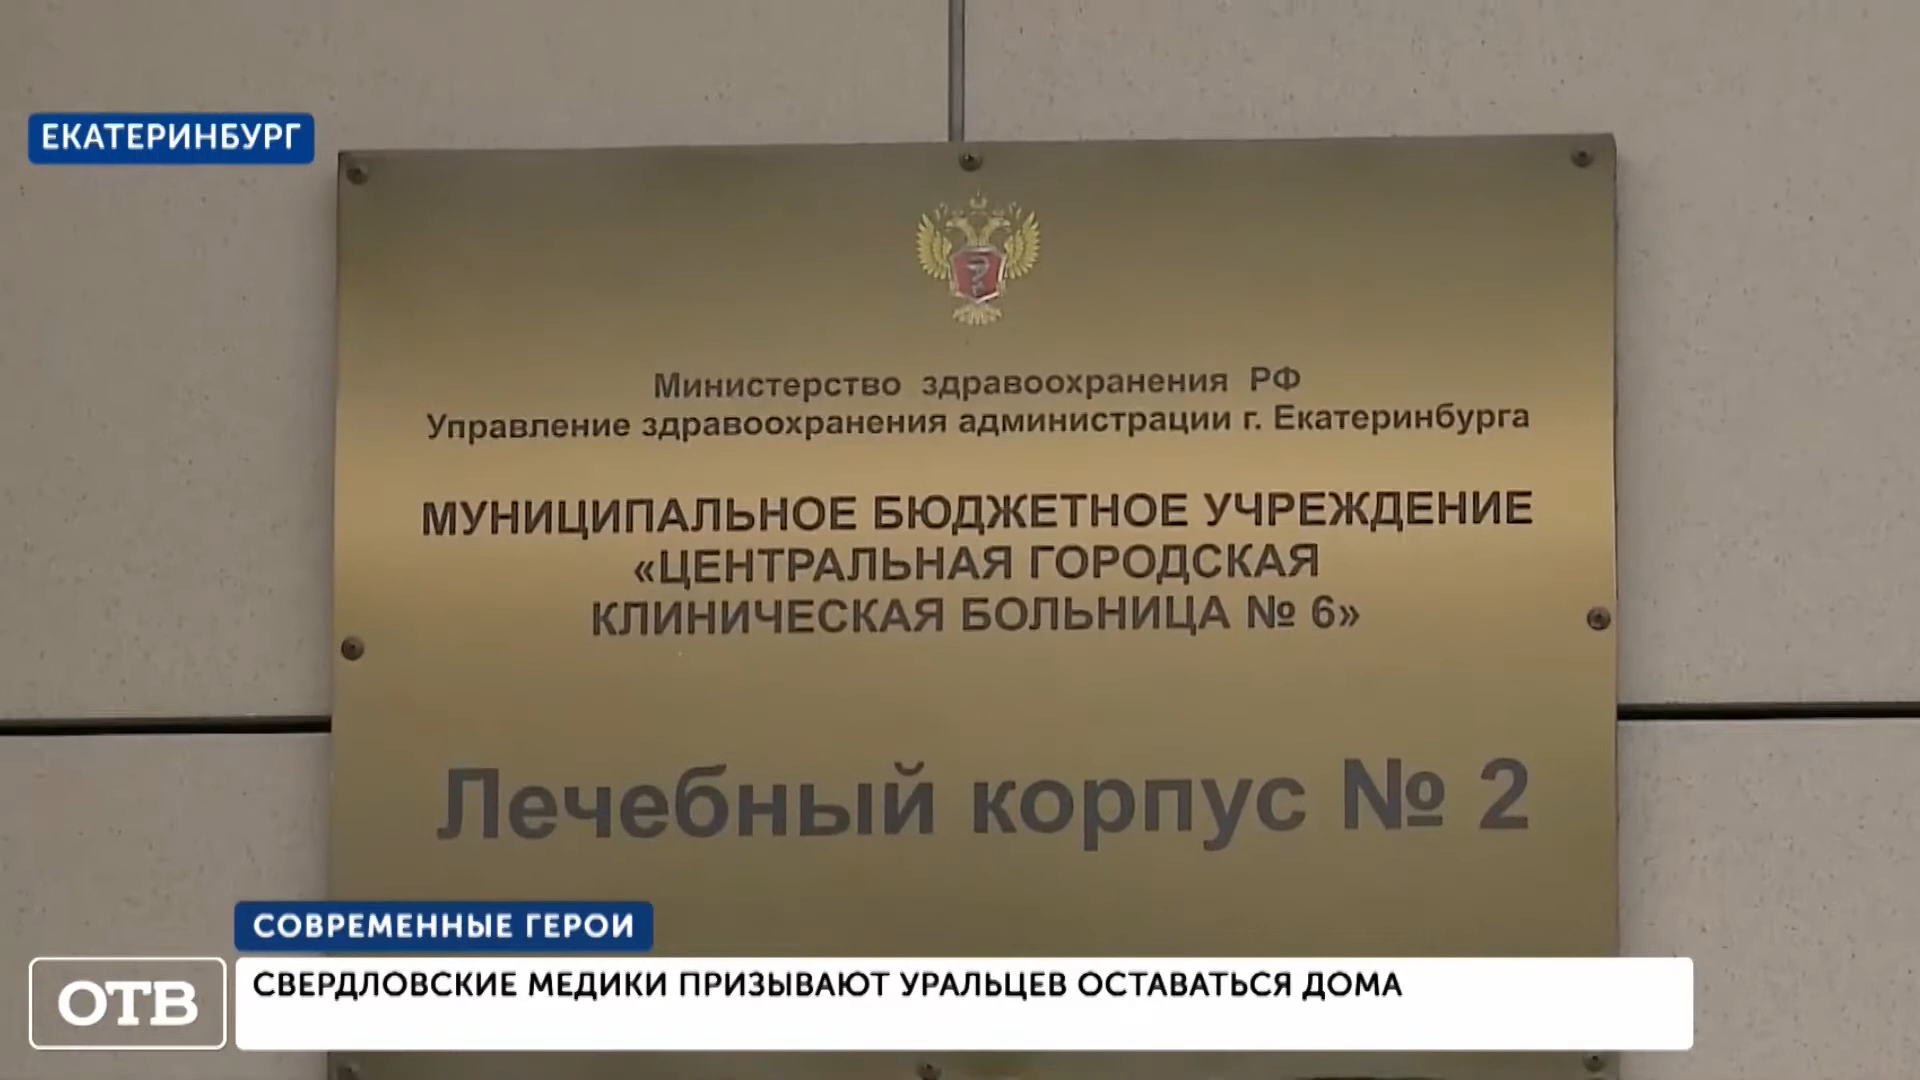 ЕКАТЕРИНБУРГ
Министерство здравоохранения РФ
Управление здравоохранения администрации г. Екатеринбурга
МУНИЦИПАЛЬНОЕ БЮДЖЕТНОЕ УЧРЕЖДЕНИЕ
«ЦЕНТРАЛЬНАЯ ГОРОДСКАЯ
КЛИНИЧЕСКАЯ БОЛЬНИЦА № 6»
Лечебный корпус № 2
СОВРЕМЕННЫЕ ГЕРОИ
ОТВ
СВЕРДЛОВСКИЕ МЕДИКИ ПРИЗЫВАЮТ УРАЛЬЦЕВ ОСТАВАТЬСЯ ДОМА